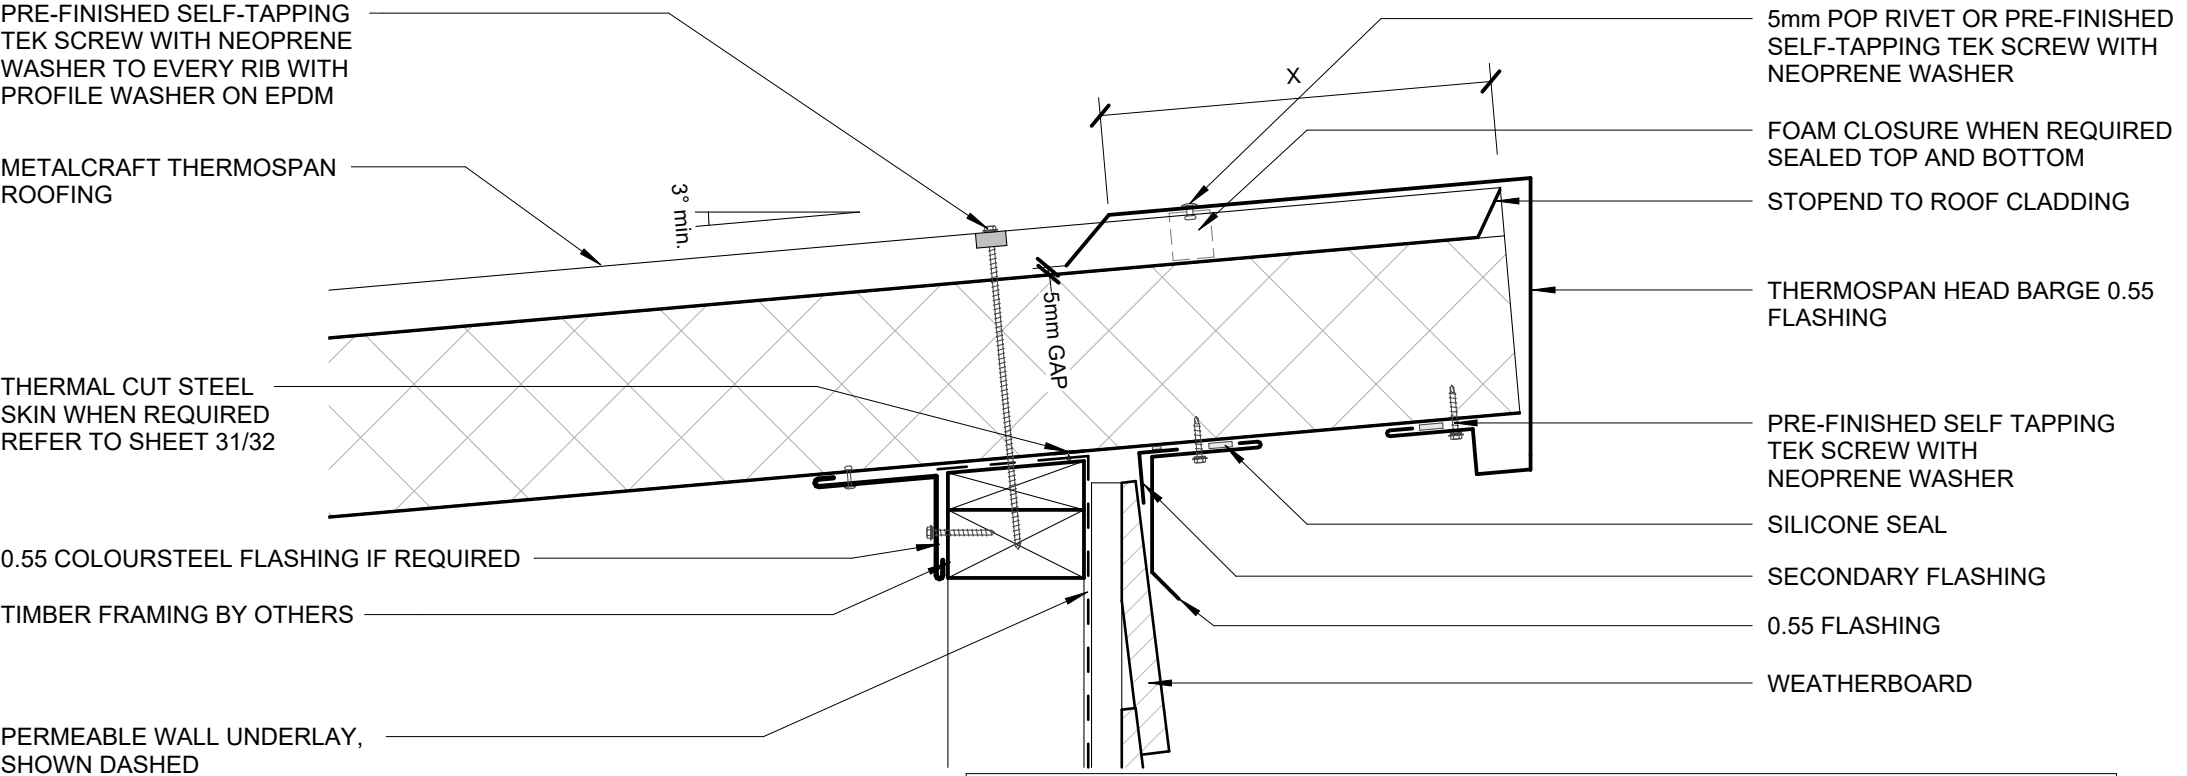 PRE-FINISHED SELF-TAPPING
TEK SCREW WITH NEOPRENE
WASHER TO EVERY RIB WITH
PROFILE WASHER ON EPDM
METALCRAFT THERMOSPAN
ROOFING
THERMAL CUT STEEL
SKIN WHEN REQUIRED
REFER TO SHEET 31/32
0.55 COLOURSTEEL FLASHING IF REQUIRED
TIMBER FRAMING BY OTHERS
PERMEABLE WALL UNDERLAY,
SHOWN DASHED
3° min.
X
5mm GAP
5mm POP RIVET OR PRE-FINISHED
SELF-TAPPING TEK SCREW WITH
NEOPRENE WASHER
FOAM CLOSURE WHEN REQUIRED
SEALED TOP AND BOTTOM
STOPEND TO ROOF CLADDING
THERMOSPAN HEAD BARGE 0.55
FLASHING
PRE-FINISHED SELF TAPPING
TEK SCREW WITH
NEOPRENE WASHER
SILICONE SEAL
SECONDARY FLASHING
0.55 FLASHING
WEATHERBOARD